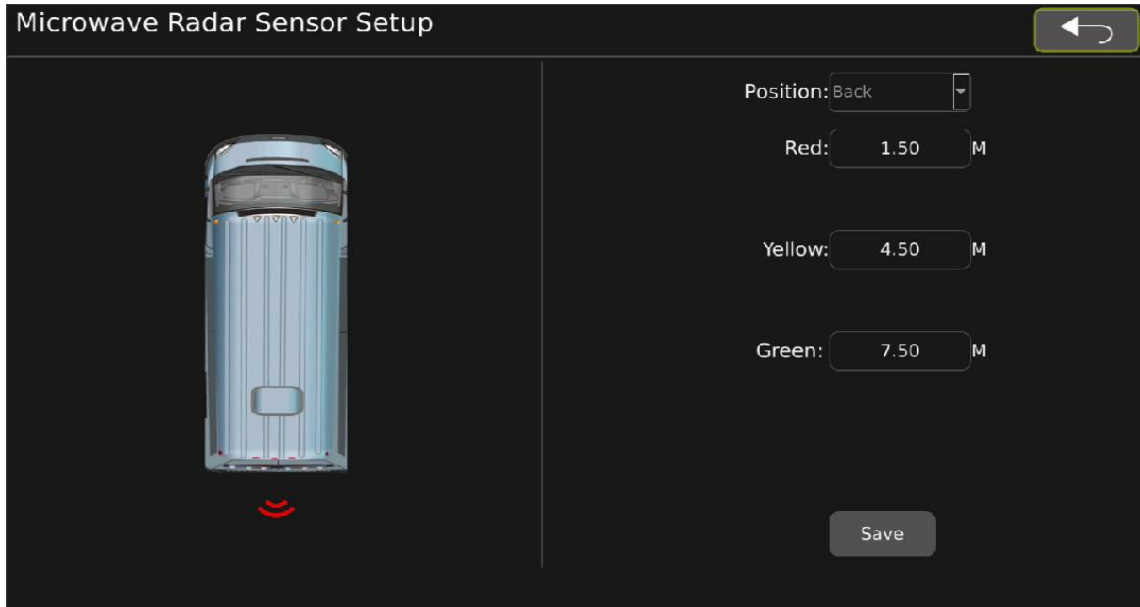 Microwave Radar Sensor Setup
Position: Back
Red: 1.50 M
Yellow: 4.50 M
Green: 7.50 M
Save